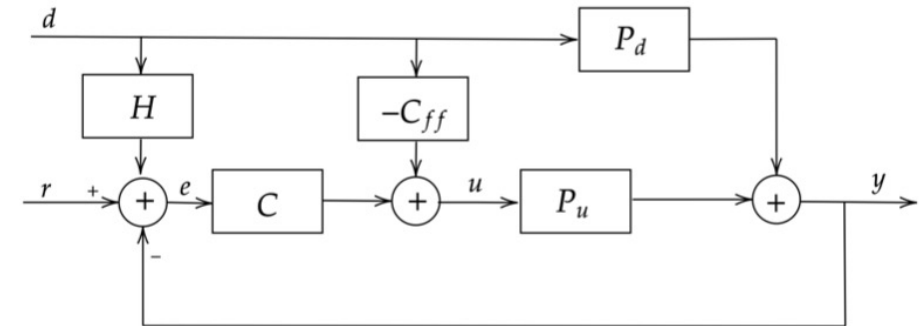 d
P_d
H
−C_ff
r + + e C + u P_u + y
−